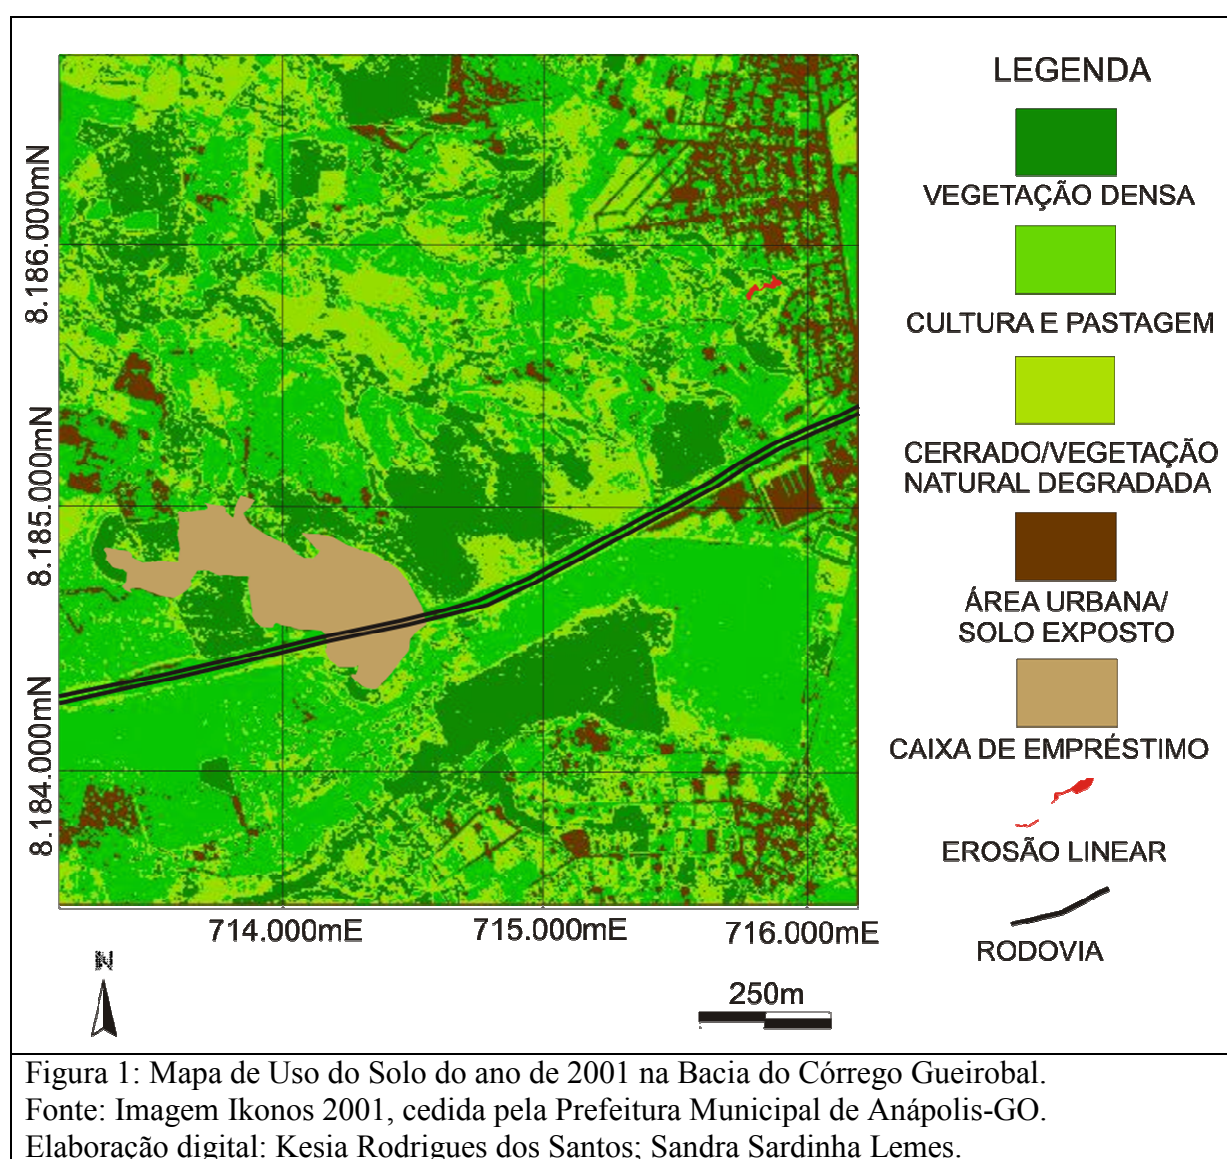 LEGENDA
VEGETAÇÃO DENSA
CULTURA E PASTAGEM
CERRADO/VEGETAÇÃO
NATURAL DEGRADADA
ÁREA URBANA/
SOLO EXPOSTO
CAIXA DE EMPRÉSTIMO
EROSÃO LINEAR
RODOVIA
8.186.000mN
8.185.000mN
8.184.000mN
714.000mE
715.000mE
716.000mE
N
250m
Figura 1: Mapa de Uso do Solo do ano de 2001 na Bacia do Córrego Gueirobal.
Fonte: Imagem Ikonos 2001, cedida pela Prefeitura Municipal de Anápolis-GO.
Elaboração digital: Kesia Rodrigues dos Santos; Sandra Sardinha Lemes.